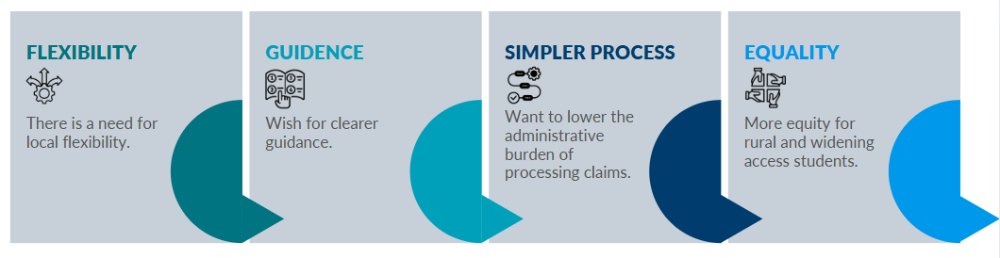 FLEXIBILITY
There is a need for
local flexibility.
GUIDENCE
Wish for clearer
guidance.
SIMPLER PROCESS
Want to lower the
administrative
burden of
processing claims.
EQUALITY
More equity for
rural and widening
access students.